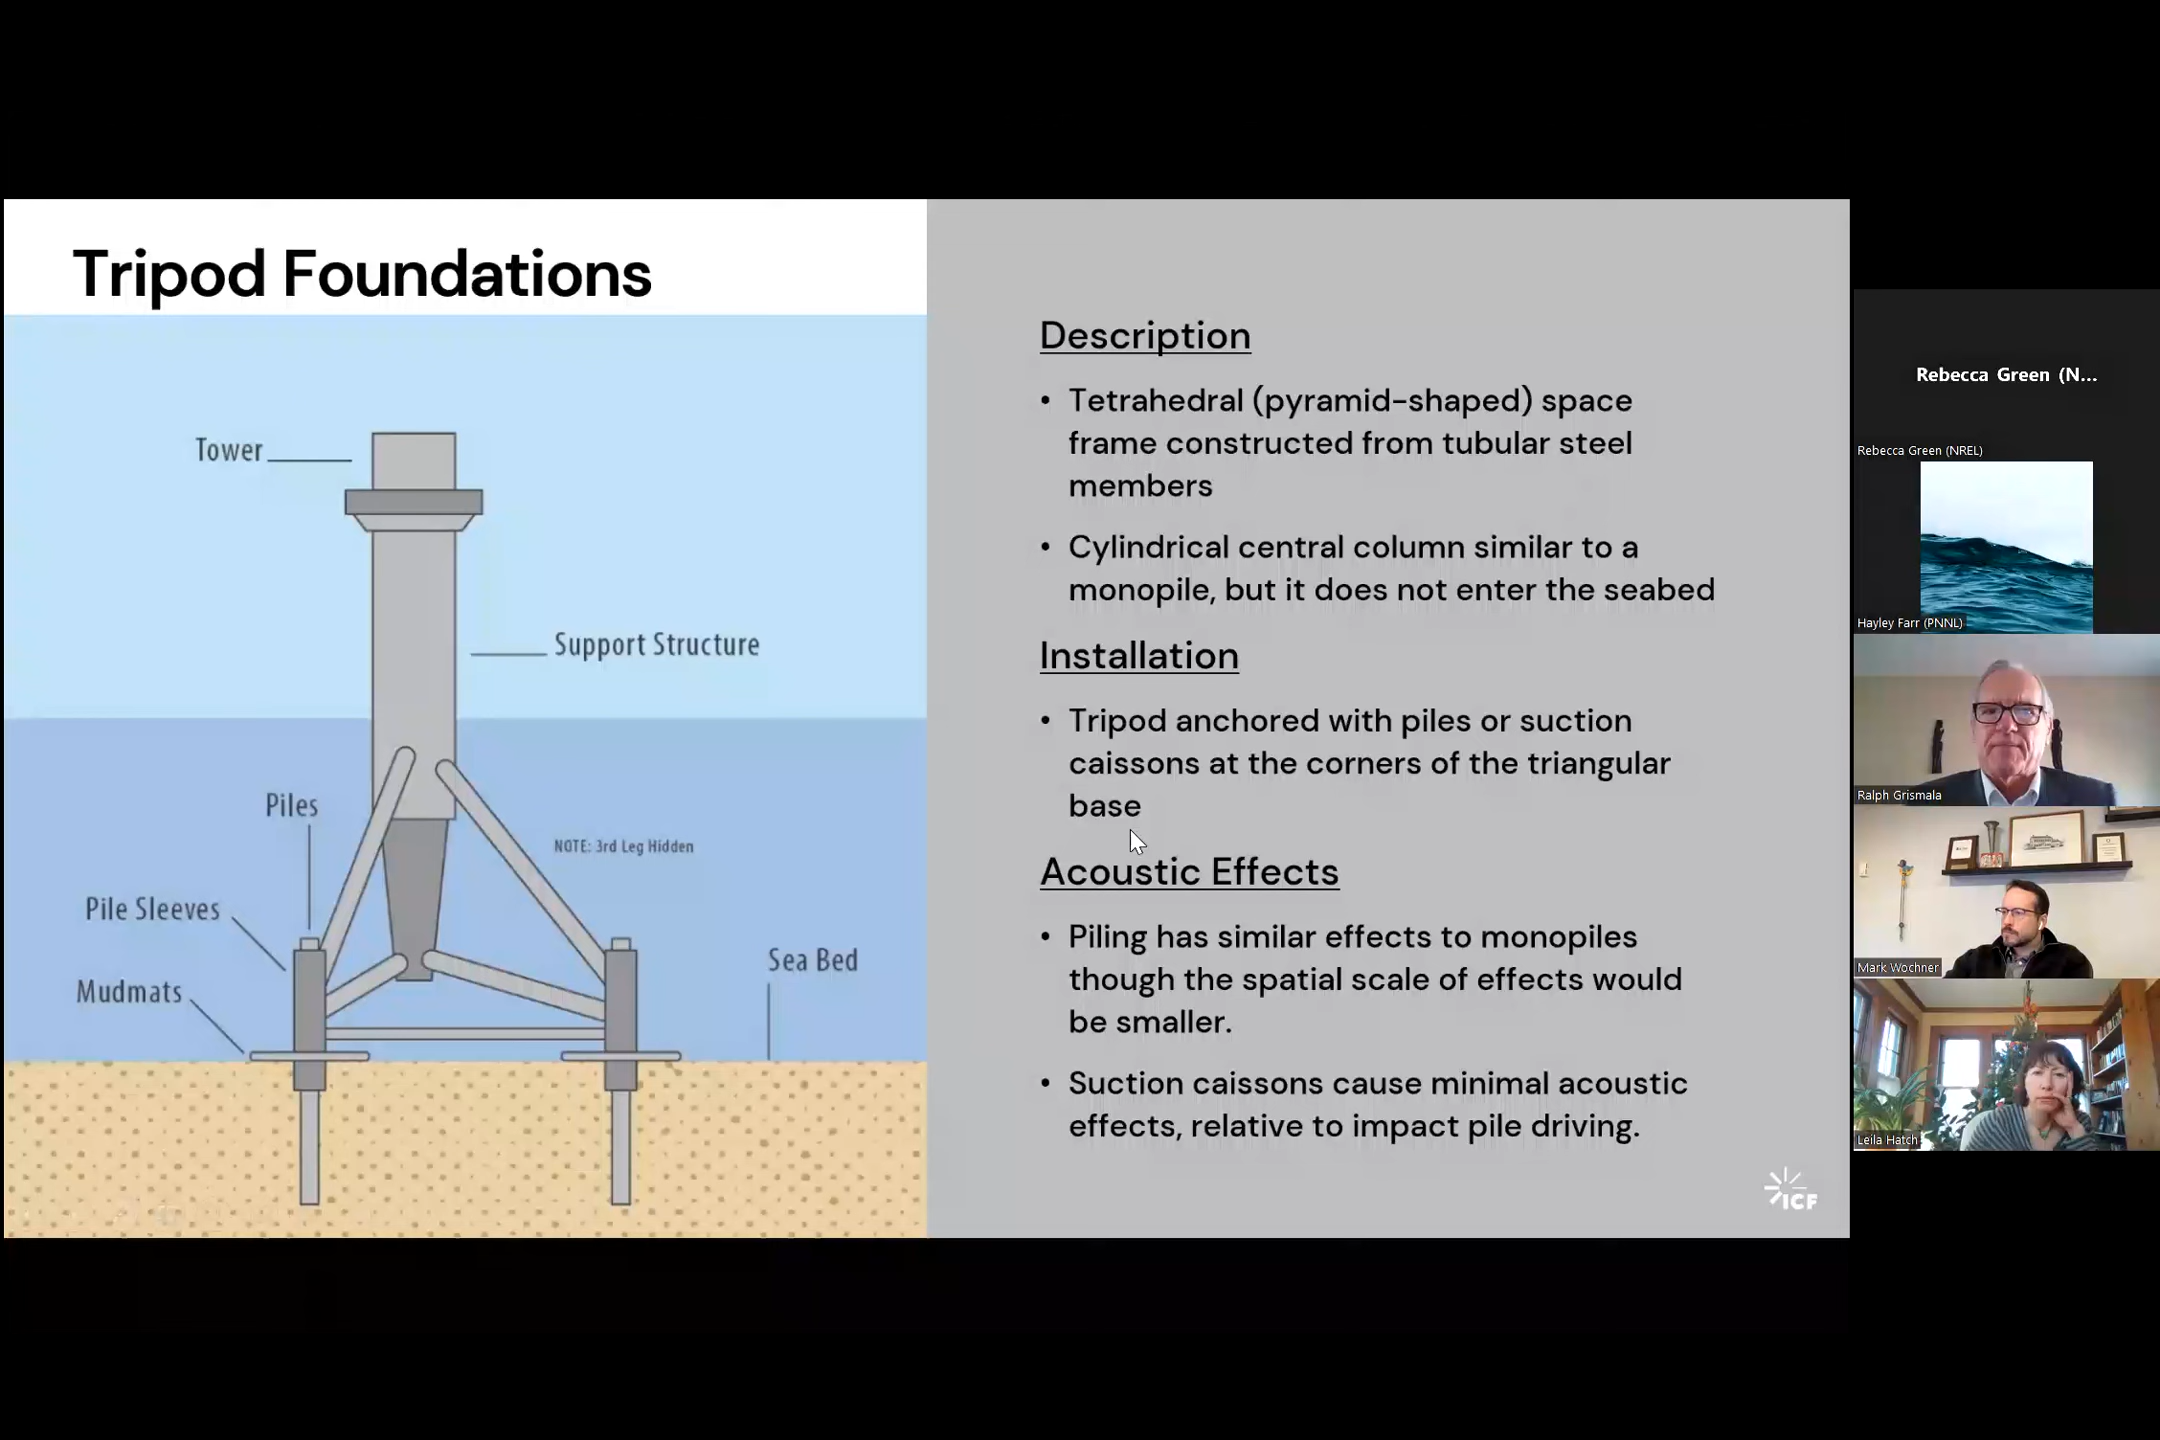 Tripod Foundations
Tower
Support Structure
Piles
NOTE: 3rd Leg Hidden
Pile Sleeves
Sea Bed
Mudmats
Description
• Tetrahedral (pyramid-shaped) space
frame constructed from tubular steel
members
• Cylindrical central column similar to a
monopile, but it does not enter the seabed
Installation
• Tripod anchored with piles or suction
caissons at the corners of the triangular
base
Acoustic Effects
• Piling has similar effects to monopiles
though the spatial scale of effects would
be smaller.
• Suction caissons cause minimal acoustic
effects, relative to impact pile driving.
ICF
Rebecca Green (N...
Rebecca Green (NREL)
Hayley Farr (PNNL)
Ralph Grismala
Mark Wochner
Leila Hatch